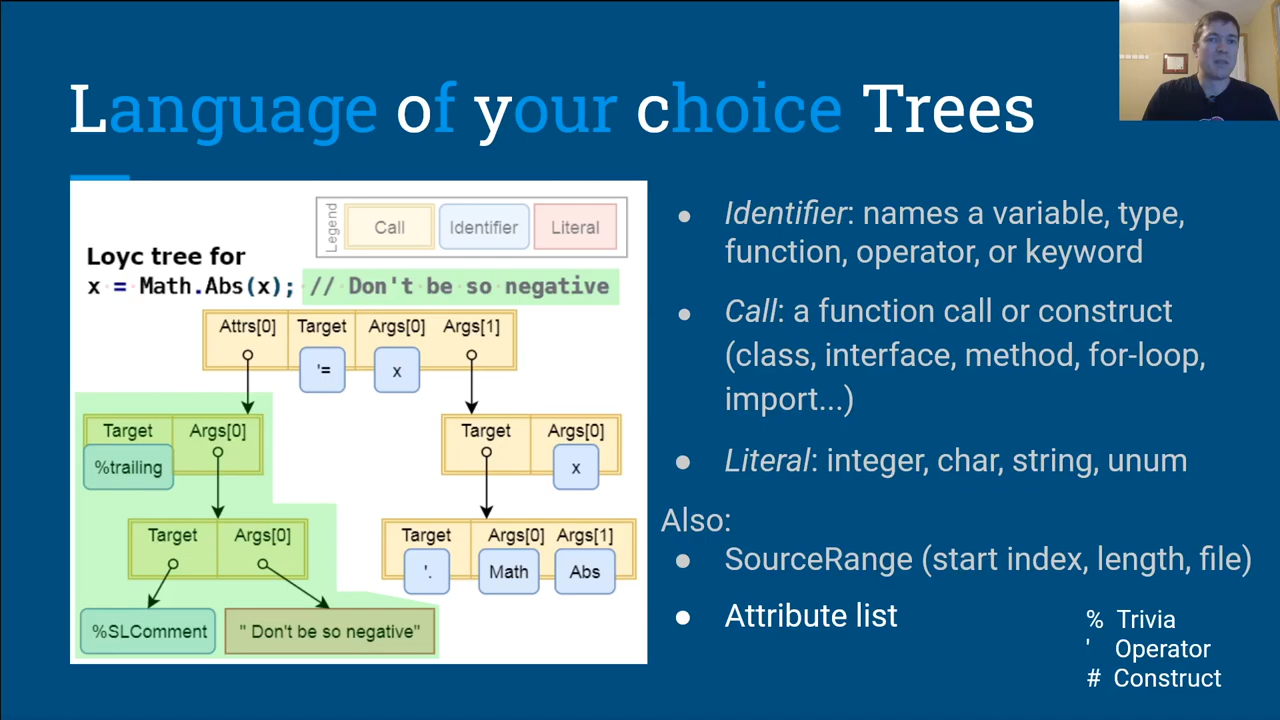 Language of your choice Trees
Legend
Call
Identifier
Literal
Loyc tree for
x = Math.Abs(x); // Don't be so negative
Attrs[0] Target Args[0] Args[1]
'= x
Target Args[0]
%trailing
Target Args[0]
x
Target Args[0]
%SLComment " Don't be so negative"
Target Args[0] Args[1]
'. Math Abs
● Identifier: names a variable, type,
function, operator, or keyword
● Call: a function call or construct
(class, interface, method, for-loop,
import...)
● Literal: integer, char, string, unum
Also:
● SourceRange (start index, length, file)
● Attribute list
% Trivia
' Operator
# Construct